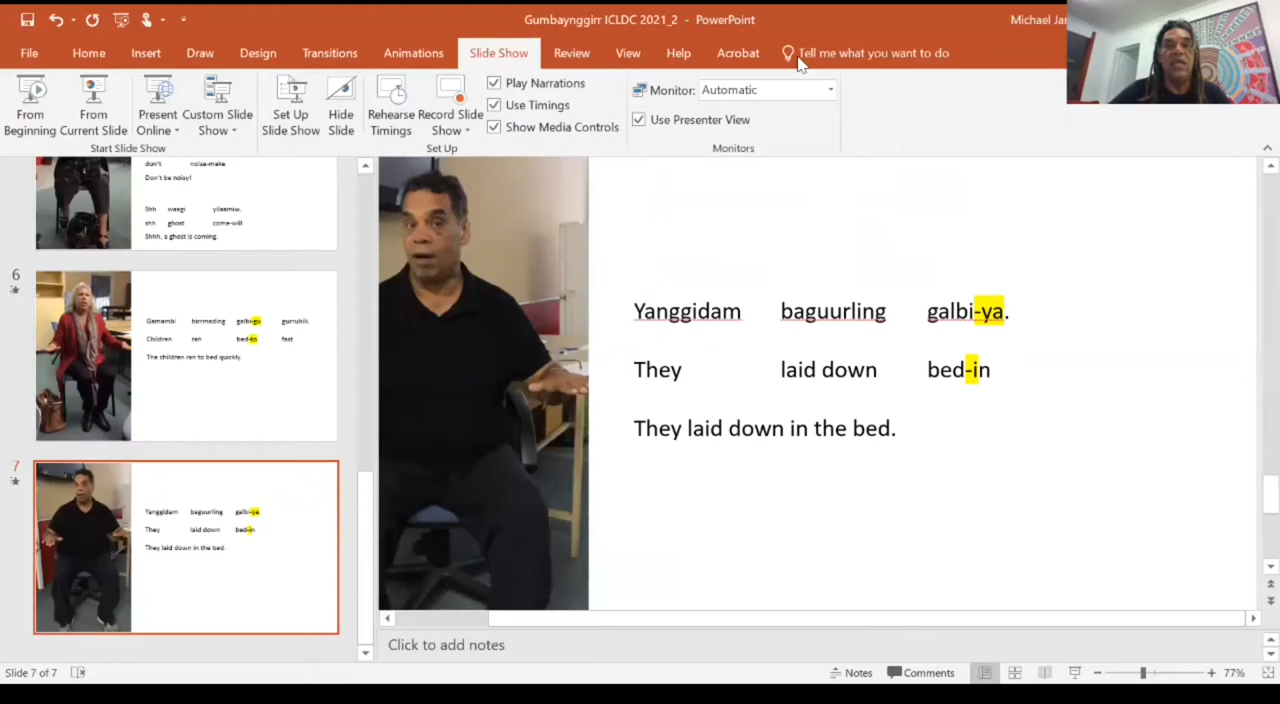 Gumbaynggirr ICLDC 2021_2 - PowerPoint
Michael Jar
File Home Insert Draw Design Transitions Animations Slide Show Review View Help Acrobat Tell me what you want to do
From Beginning
From Current Slide
Present Online
Custom Slide Show
Start Slide Show
Set Up Slide Show
Hide Slide
Rehearse Timings
Record Slide Show
Play Narrations
Use Timings
Show Media Controls
Set Up
Monitor: Automatic
Use Presenter View
Monitors
don't noise-make
Don't be noisy!
Shh waagi yilaamiw.
shh ghost come-will
Shhh, a ghost is coming.
6
Gamambi birrmading galbi-gu gurrubik.
Children ran bed-to fast
The children ran to bed quickly.
7
Yanggidam baguurling galbi-ya.
They laid down bed-in
They laid down in the bed.
Yanggidam baguurling galbi-ya.
They laid down bed-in
They laid down in the bed.
Click to add notes
Slide 7 of 7
Notes
Comments
77%